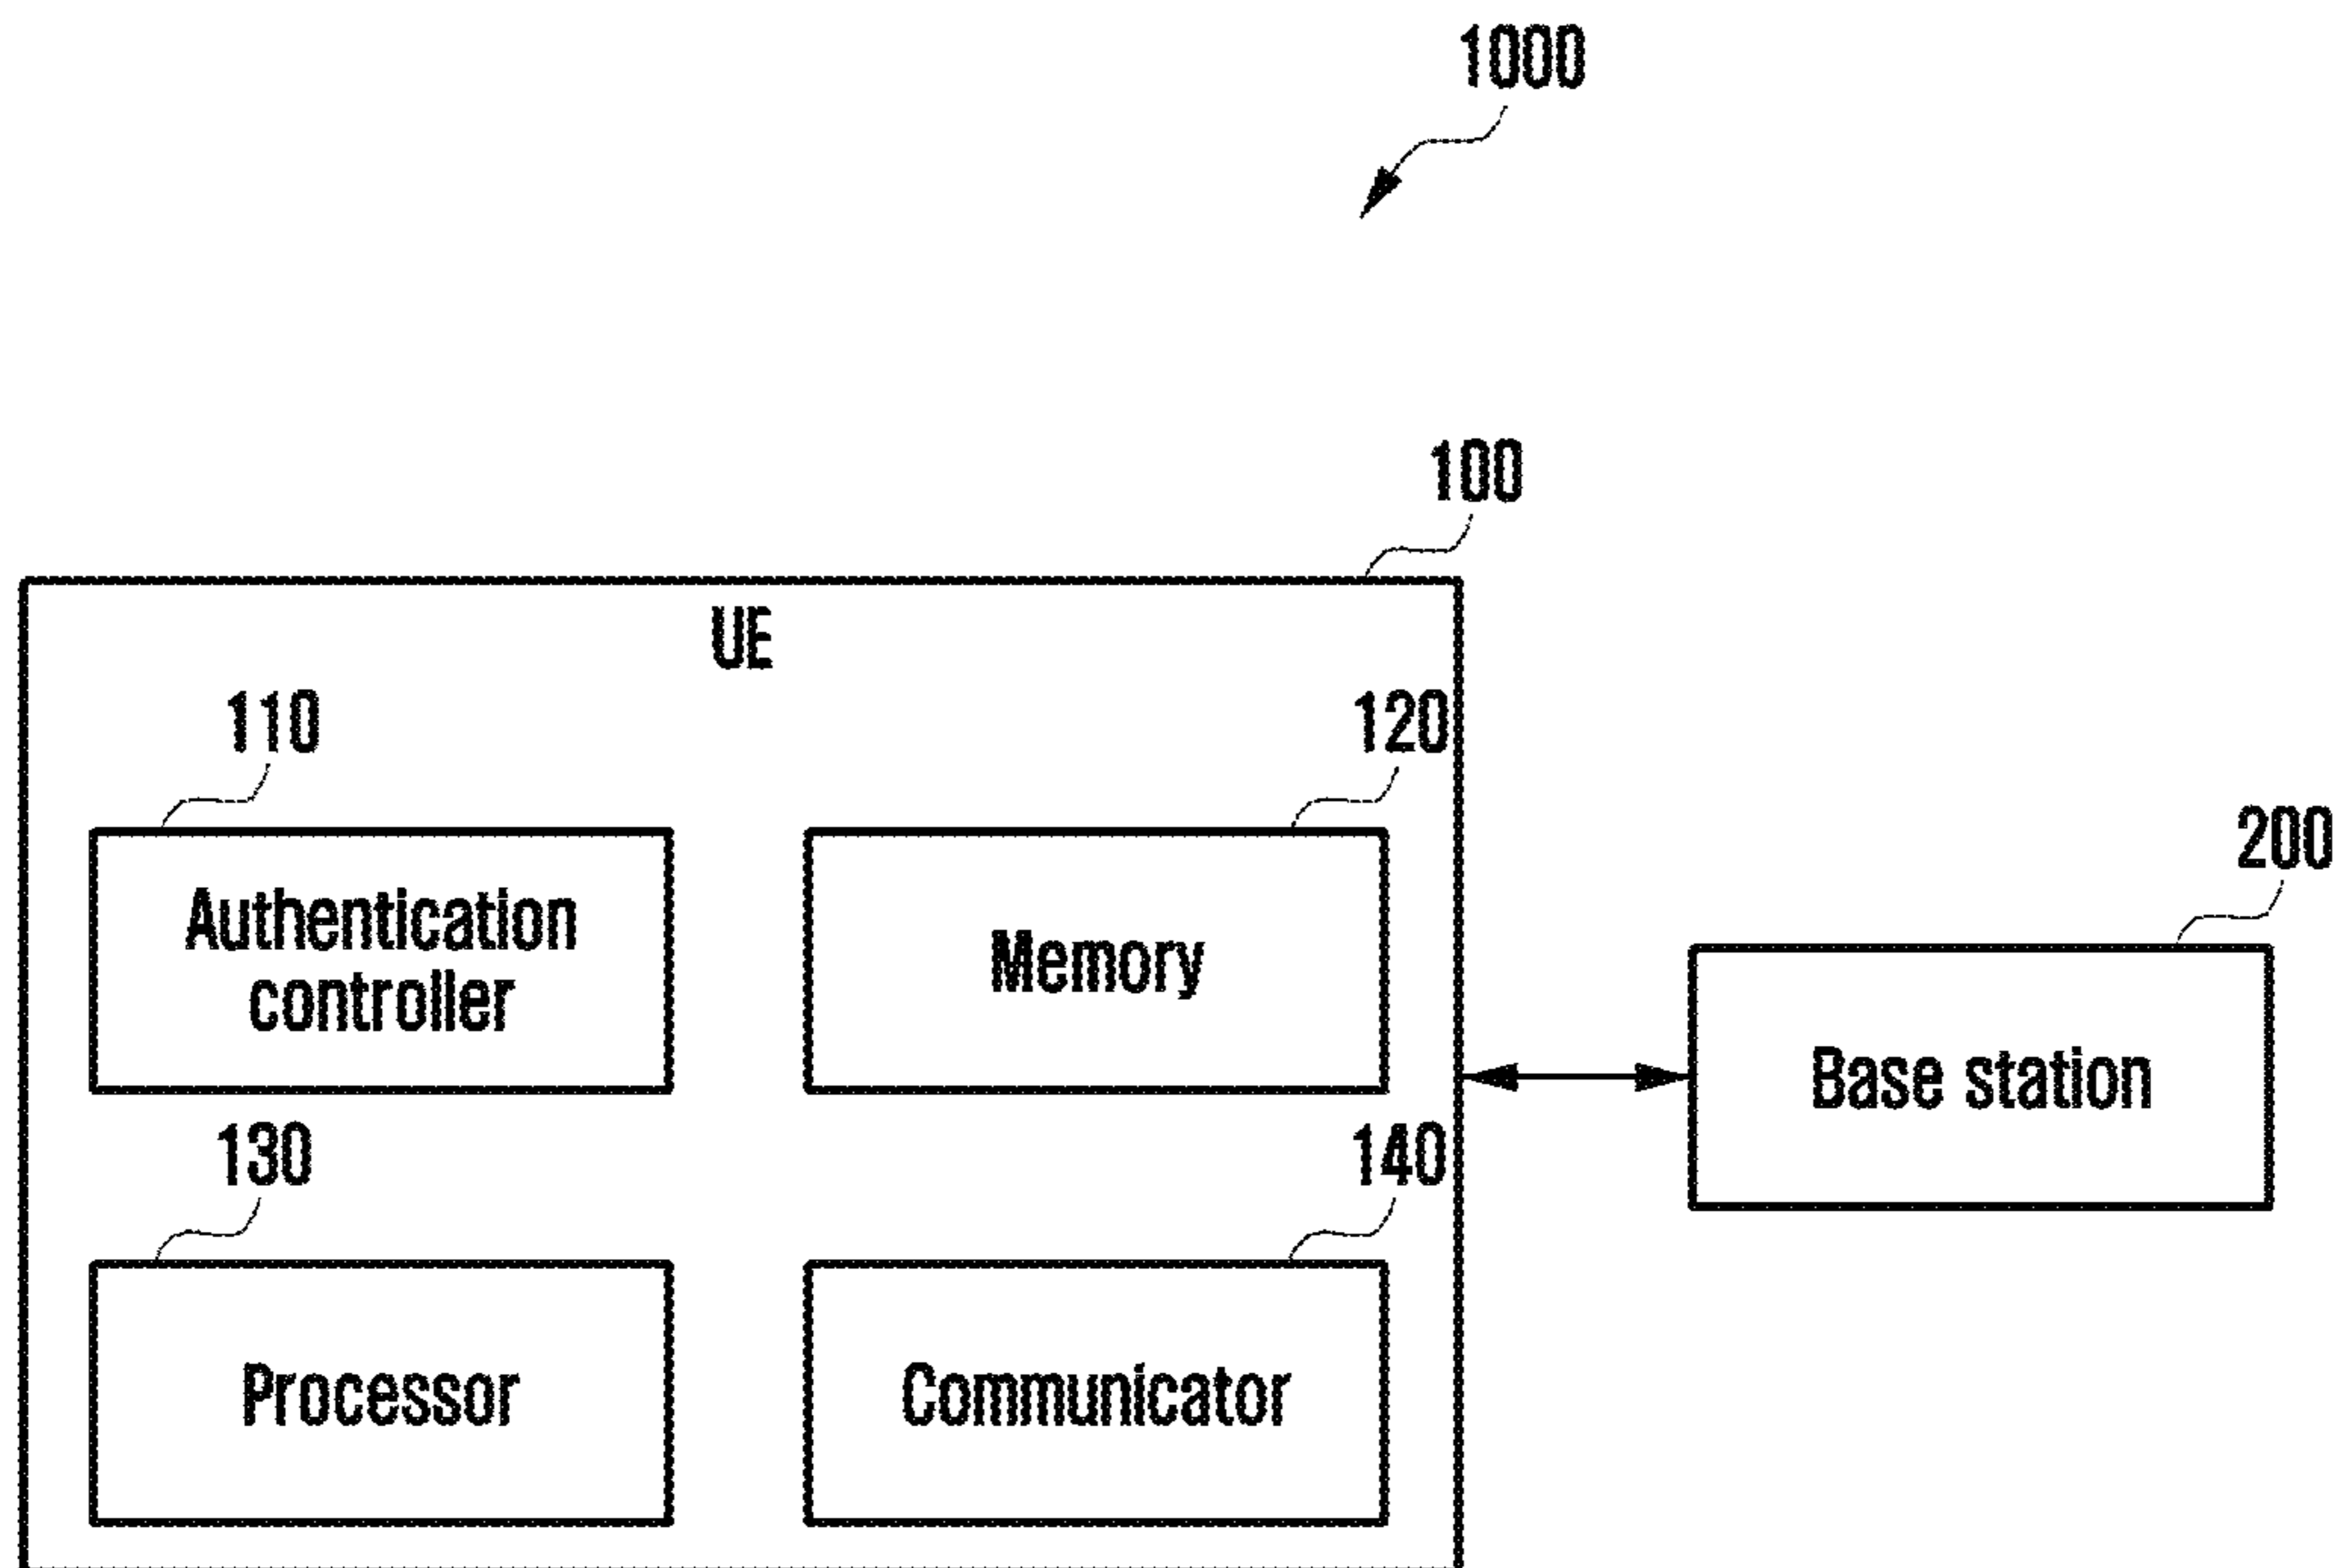 1000
100
UE
110
120
Authentication
controller
Memory
200
Base station
130
140
Processor
Communicator